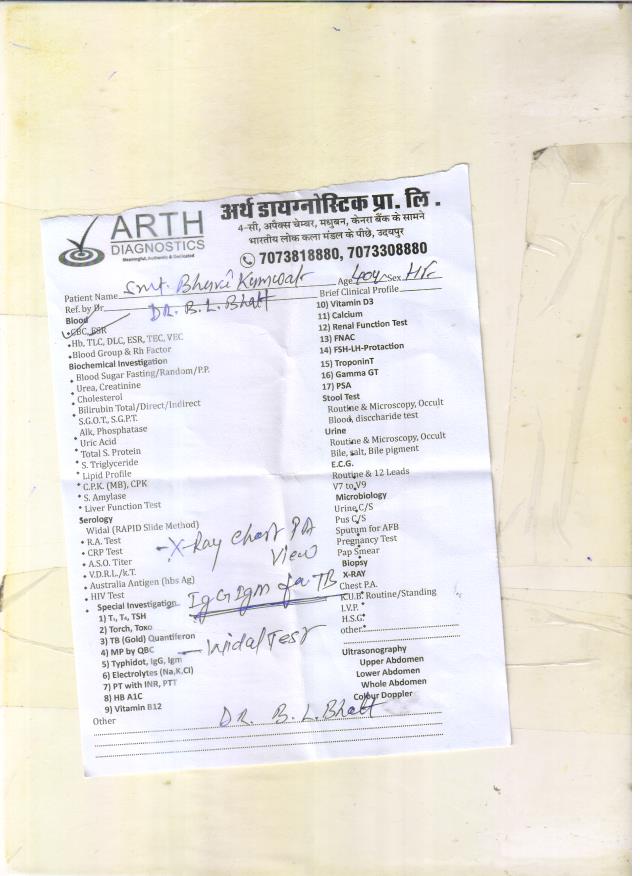 ARTH
DIAGNOSTICS
Meaningful, Authentic & Dedicated
अर्थ डायग्नोस्टिक प्रा. लि .
4-सी, अपैक्स चेम्बर, मधुबन, केनरा बैंक के सामने
भारतीय लोक कला मंडल के पीछे, उदयपुर
7073818880, 7073308880
Patient Name Smt. Kumwat Age 40y Sex
Ref. by Dr. DR. B. L. Bhatt
Blood
CBC, ESR
Hb, TLC, DLC, ESR, TEC, VEC
Blood Group & Rh Factor
Biochemical Investigation
Blood Sugar Fasting/Random/P.P.
Urea, Creatinine
Cholesterol
Bilirubin Total/Direct/Indirect
S.G.O.T., S.G.P.T.
Alk, Phosphatase
Uric Acid
Total S. Protein
S. Triglyceride
Lipid Profile
C.P.K. (MB), CPK
S. Amylase
Liver Function Test
Serology
Widal (RAPID Slide Method)
R.A. Test
CRP Test
A.S.O. Titer
V.D.R.L./k.T.
Australia Antigen (hbs Ag)
HIV Test
Special Investigation
1) T₃, T₄, TSH
2) Torch, Toxo
3) TB (Gold) Quantiferon
4) MP by QBC
5) Typhidot, IgG, Igm
6) Electrolytes (Na,K,Cl)
7) PT with INR, PTT
8) HB A1C
9) Vitamin B12
Other
Brief Clinical Profile
10) Vitamin D3
11) Calcium
12) Renal Function Test
13) FNAC
14) FSH-LH-Protaction
15) TroponinT
16) Gamma GT
17) PSA
Stool Test
Routine & Microscopy, Occult
Blood, disccharide test
Urine
Routine & Microscopy, Occult
Bile, salt, Bile pigment
E.C.G.
Routine & 12 Leads
V7 to V9
Microbiology
Urine C/S
Pus C/S
Sputum for AFB
Pregnancy Test
Pap Smear
Biopsy
X-RAY
Chest P.A.
K.U.B. Routine/Standing
I.V.P.
H.S.G.
other
Ultrasonography
Upper Abdomen
Lower Abdomen
Whole Abdomen
Colour Doppler
-X-Ray Chest PA
View
IgG Igm for TB
- Widal Test
DR. B. L. Bhatt